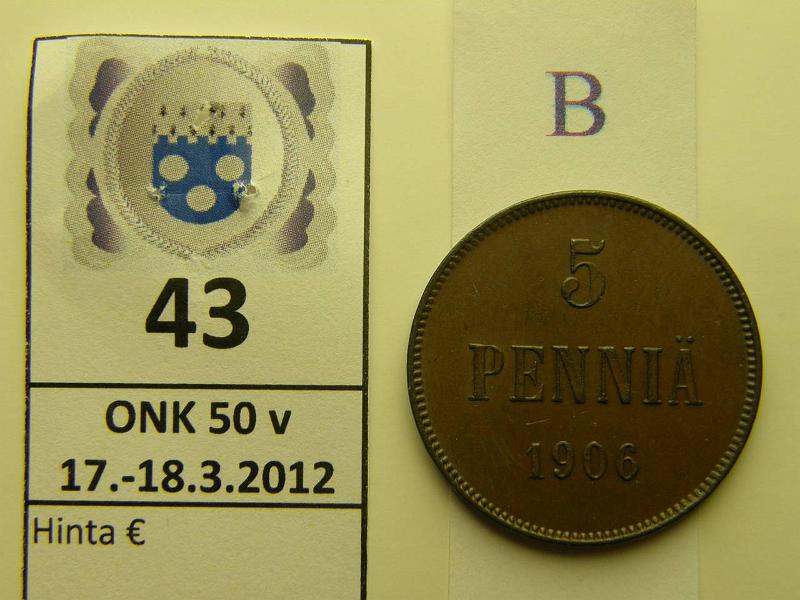 43
ONK 50 v
17.-18.3.2012
Hinta €
B
5
PENNIÄ
1906